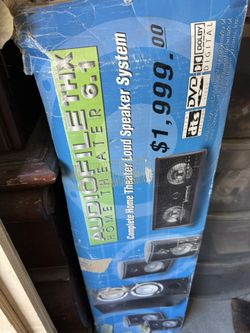 AUDIOFILE THX
HOME THEATER 6.1
Complete Home Theater Loud Speaker System
$1,999.00
dts DVD DOLBY
DIGITAL